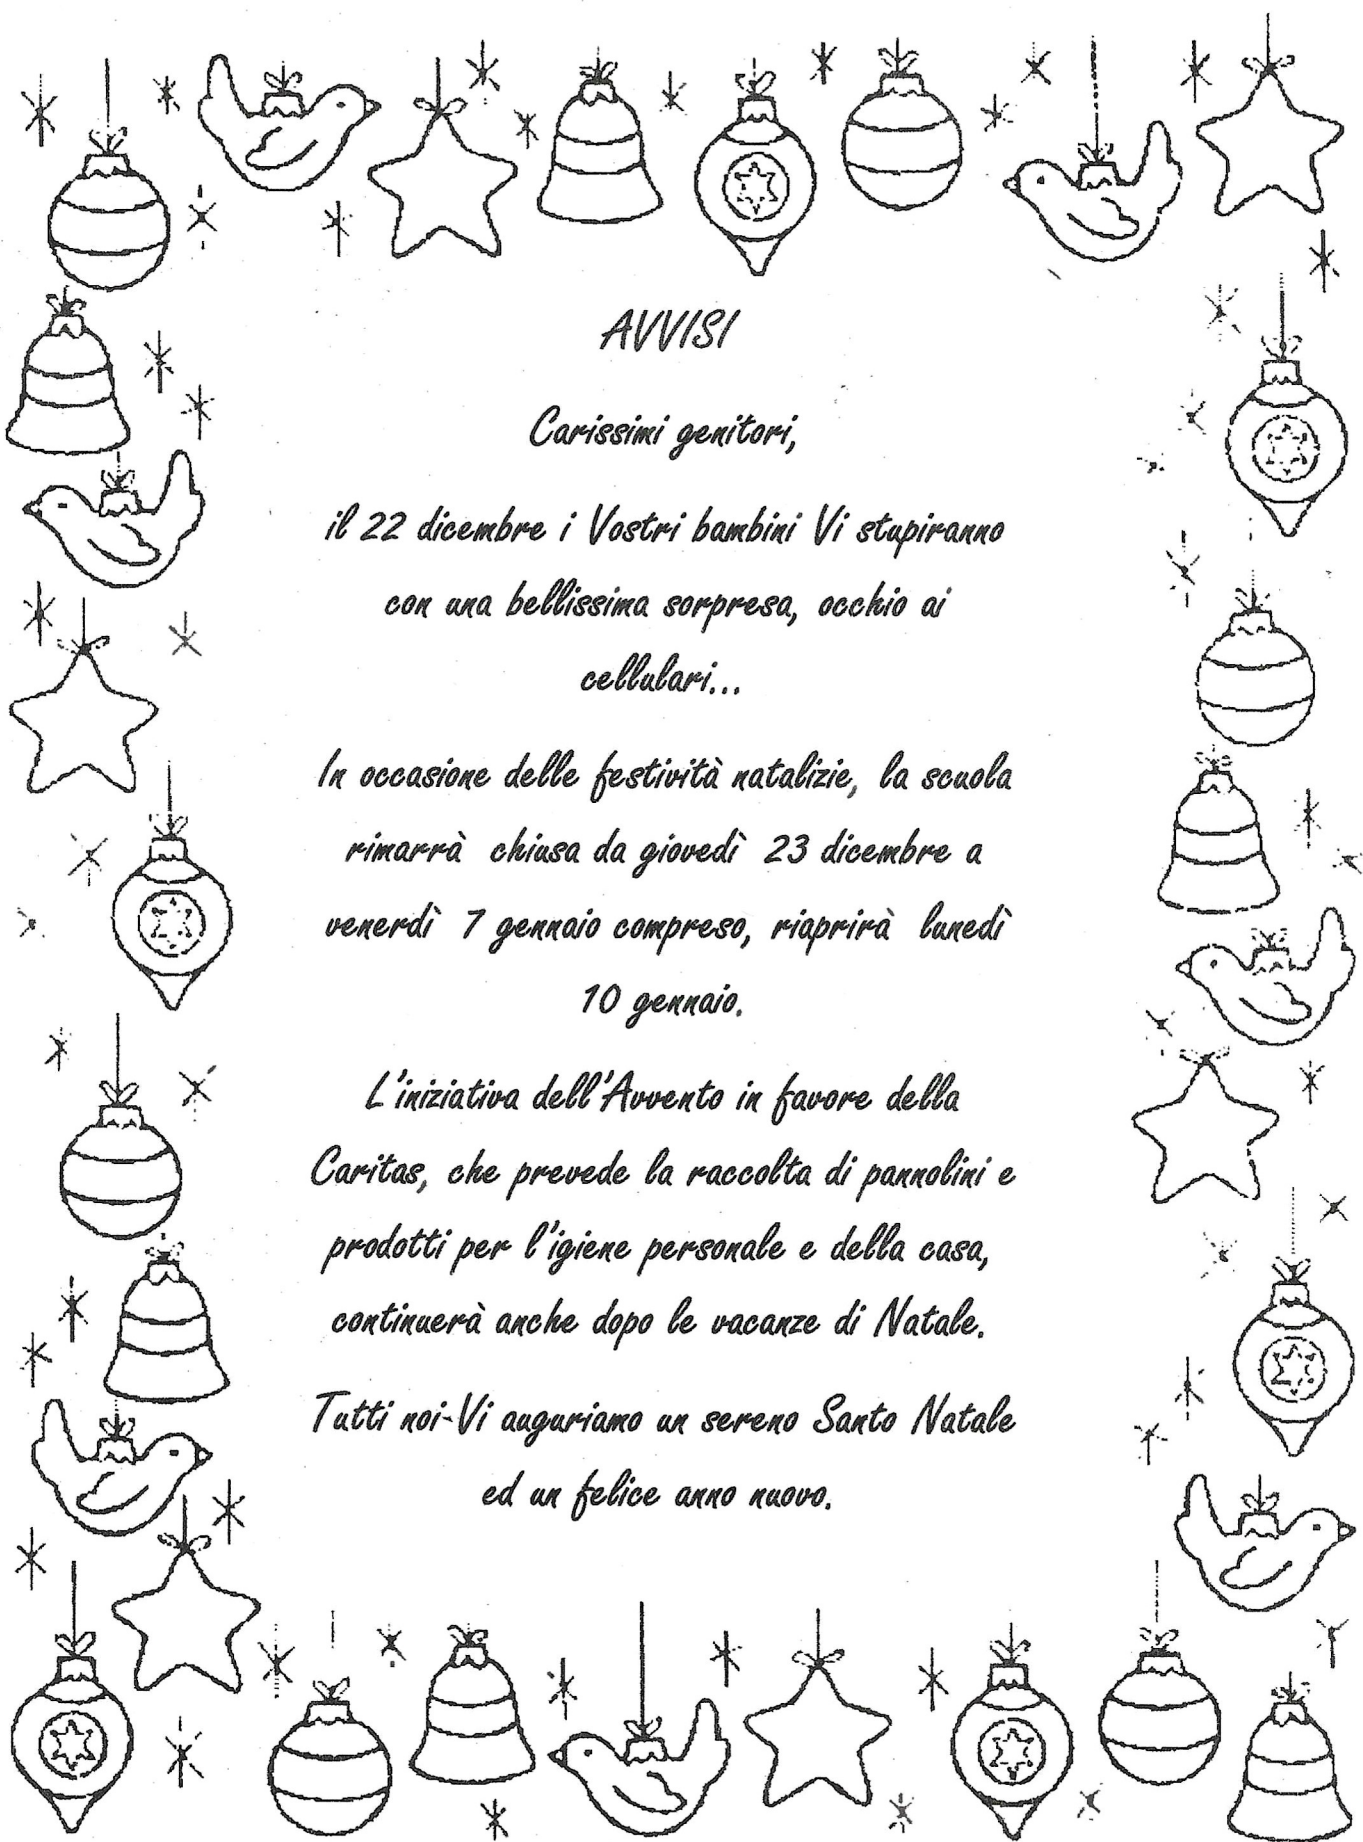 AVVISI
Carissimi genitori,
il 22 dicembre i Vostri bambini Vi stupiranno
con una bellissima sorpresa, occhio ai
cellulari...
In occasione delle festività natalizie, la scuola
rimarrà chiusa da giovedì 23 dicembre a
venerdì 7 gennaio compreso, riaprirà lunedì
10 gennaio.
L'iniziativa dell'Avvento in favore della
Caritas, che prevede la raccolta di pannolini e
prodotti per l'igiene personale e della casa,
continuerà anche dopo le vacanze di Natale.
Tutti noi-Vi auguriamo un sereno Santo Natale
ed un felice anno nuovo.